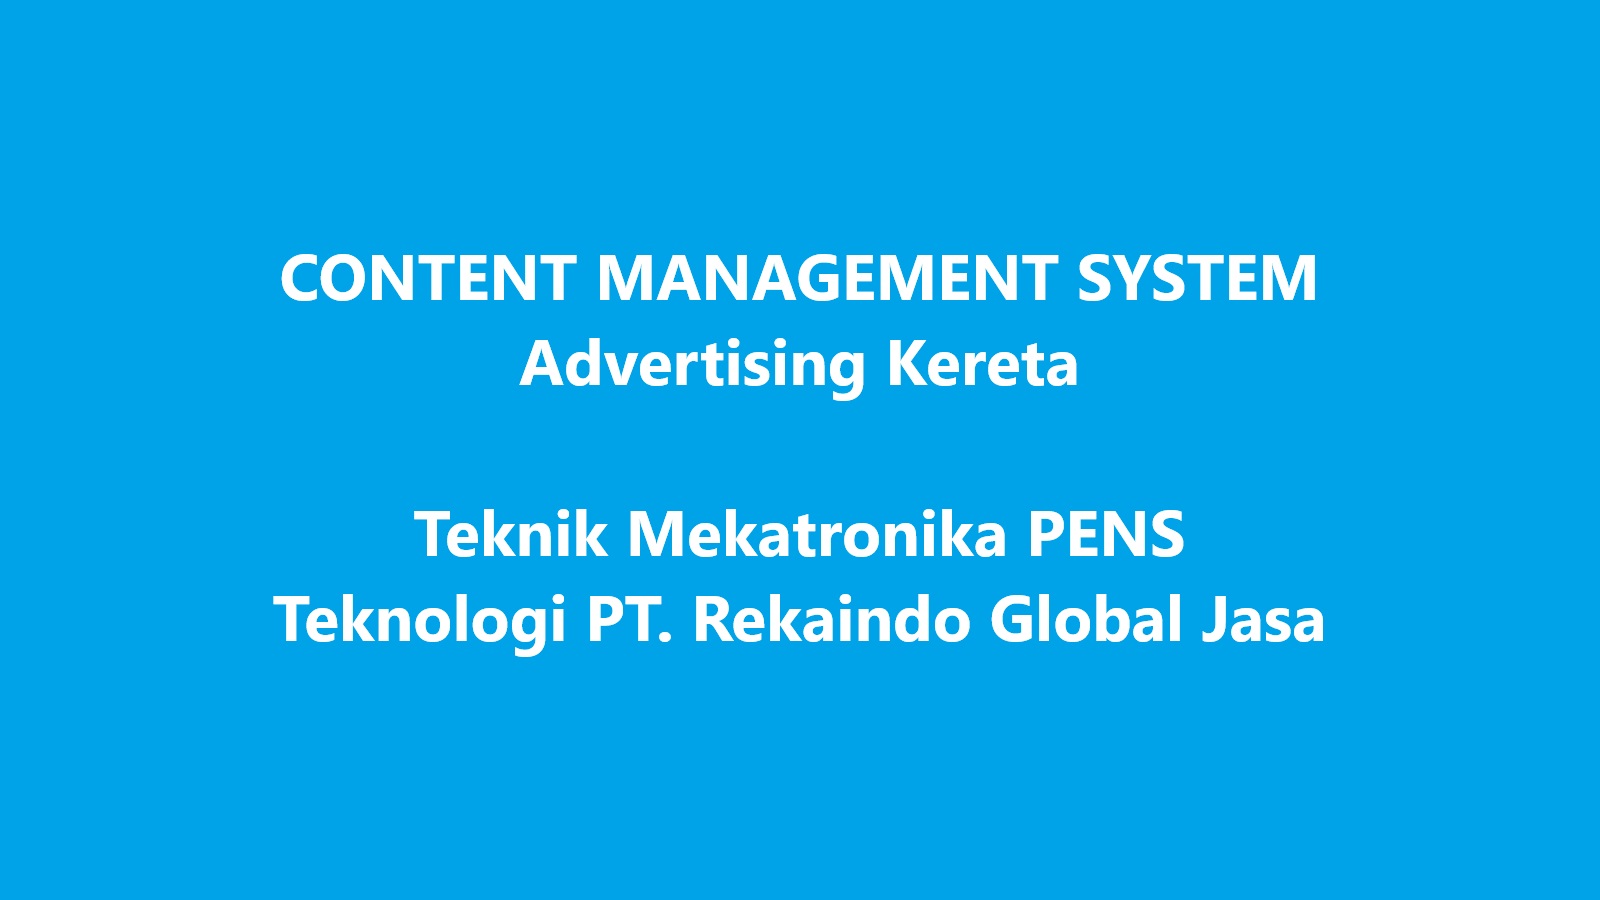 CONTENT MANAGEMENT SYSTEM
Advertising Kereta
Teknik Mekatronika PENS
Teknologi PT. Rekaindo Global Jasa